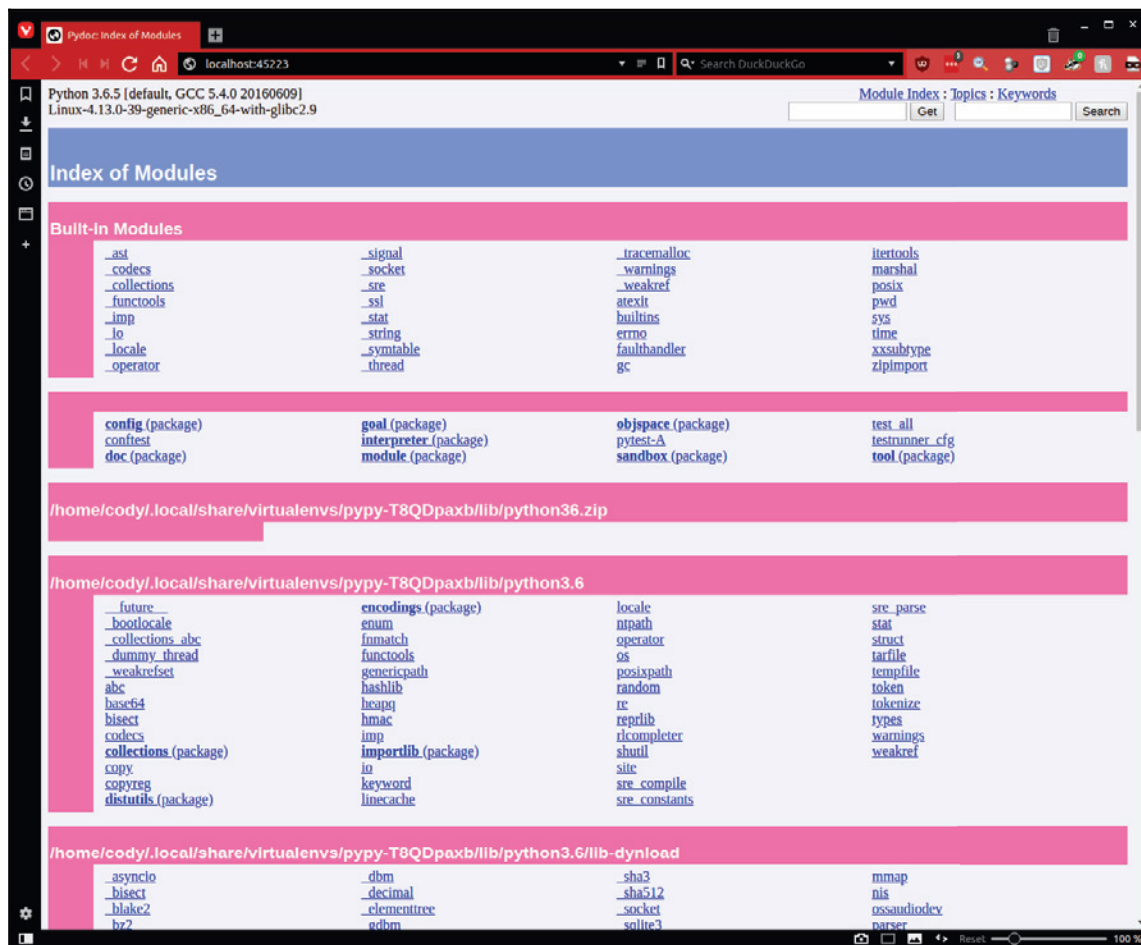 Pydoc: Index of Modules
localhost:45223
Search DuckDuckGo
Python 3.6.5 [default, GCC 5.4.0 20160609]
Linux-4.13.0-39-generic-x86_64-with-glibc2.9
Module Index : Topics : Keywords
Get Search
Index of Modules
Built-in Modules
_ast _signal _tracemalloc itertools
_codecs _socket _warnings marshal
_collections _sre _weakref posix
_functools _ssl atexit pwd
_imp _stat builtins sys
_io _string errno time
_locale _symtable faulthandler xxsubtype
_operator _thread gc zipimport
config (package) goal (package) objspace (package) test_all
conftest interpreter (package) pytest-A testrunner_cfg
doc (package) module (package) sandbox (package) tool (package)
/home/cody/.local/share/virtualenvs/pypy-T8QDpaxb/lib/python36.zip
/home/cody/.local/share/virtualenvs/pypy-T8QDpaxb/lib/python3.6
__future__ encodings (package) locale sre_parse
_bootlocale enum ntpath stat
_collections_abc fnmatch operator struct
_dummy_thread functools os tarfile
_weakrefset genericpath posixpath tempfile
abc hashlib random token
base64 heapq re tokenize
bisect hmac reprlib types
codecs imp rlcompleter warnings
collections (package) importlib (package) shutil weakref
copy io site
copyreg keyword sre_compile
distutils (package) linecache sre_constants
/home/cody/.local/share/virtualenvs/pypy-T8QDpaxb/lib/python3.6/lib-dynload
_asyncio _dbm _sha3 mmap
_bisect _decimal _sha512 nis
_blake2 _elementtree _socket ossaudiodev
_bz2 _gdbm _sqlite3 parser
Reset 100 %